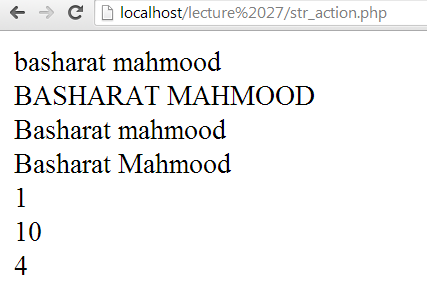 localhost/lecture%2027/str_action.php
basharat mahmood
BASHARAT MAHMOOD
Basharat mahmood
Basharat Mahmood
1
10
4